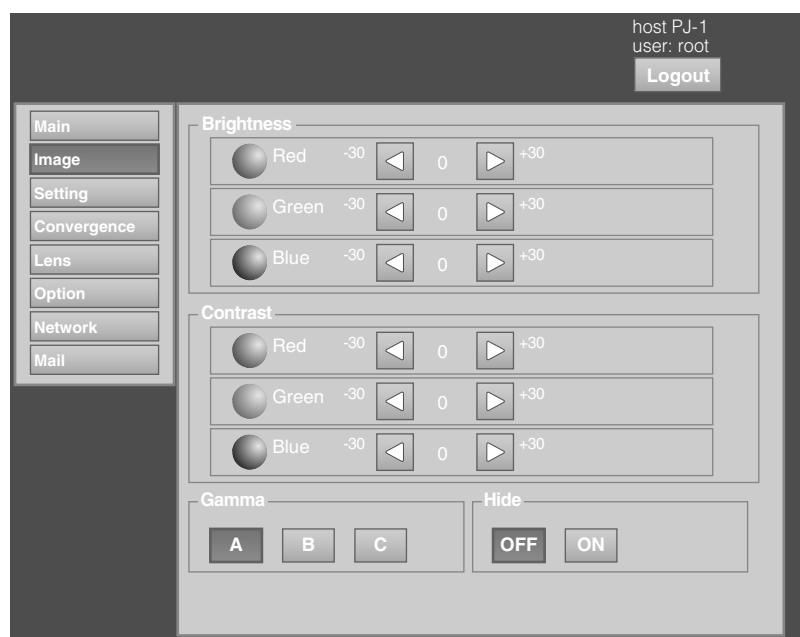 host PJ-1
user: root
Logout
Main
Image
Setting
Convergence
Lens
Option
Network
Mail
Brightness
Red -30 0 +30
Green -30 0 +30
Blue -30 0 +30
Contrast
Red -30 0 +30
Green -30 0 +30
Blue -30 0 +30
Gamma
A B C
Hide
OFF ON